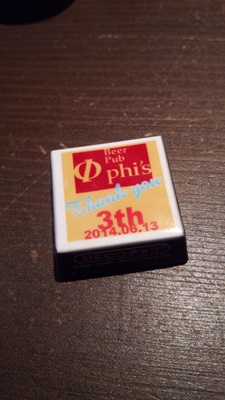 Beer
Pub
Φ phi's
Thank you
3th
2014.06.13